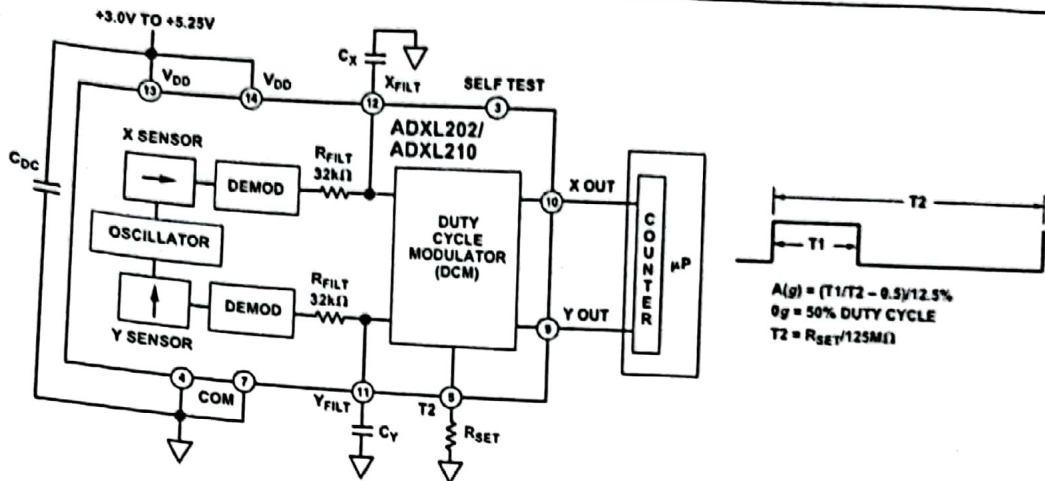 +3.0V TO +5.25V
CX
XFILT
SELF TEST
VDD
VDD
13
14
12
3
CDC
X SENSOR
DEMOD
RFILT
32kΩ
ADXL202/
ADXL210
OSCILLATOR
DUTY
CYCLE
MODULATOR
(DCM)
10
X OUT
COUNTER
µP
Y SENSOR
DEMOD
RFILT
32kΩ
9
Y OUT
4
7
COM
YFILT
11
T2
CY
RSET
T2
T1
A(g) = (T1/T2 – 0.5)/12.5%
0g = 50% DUTY CYCLE
T2 = RSET/125MΩ